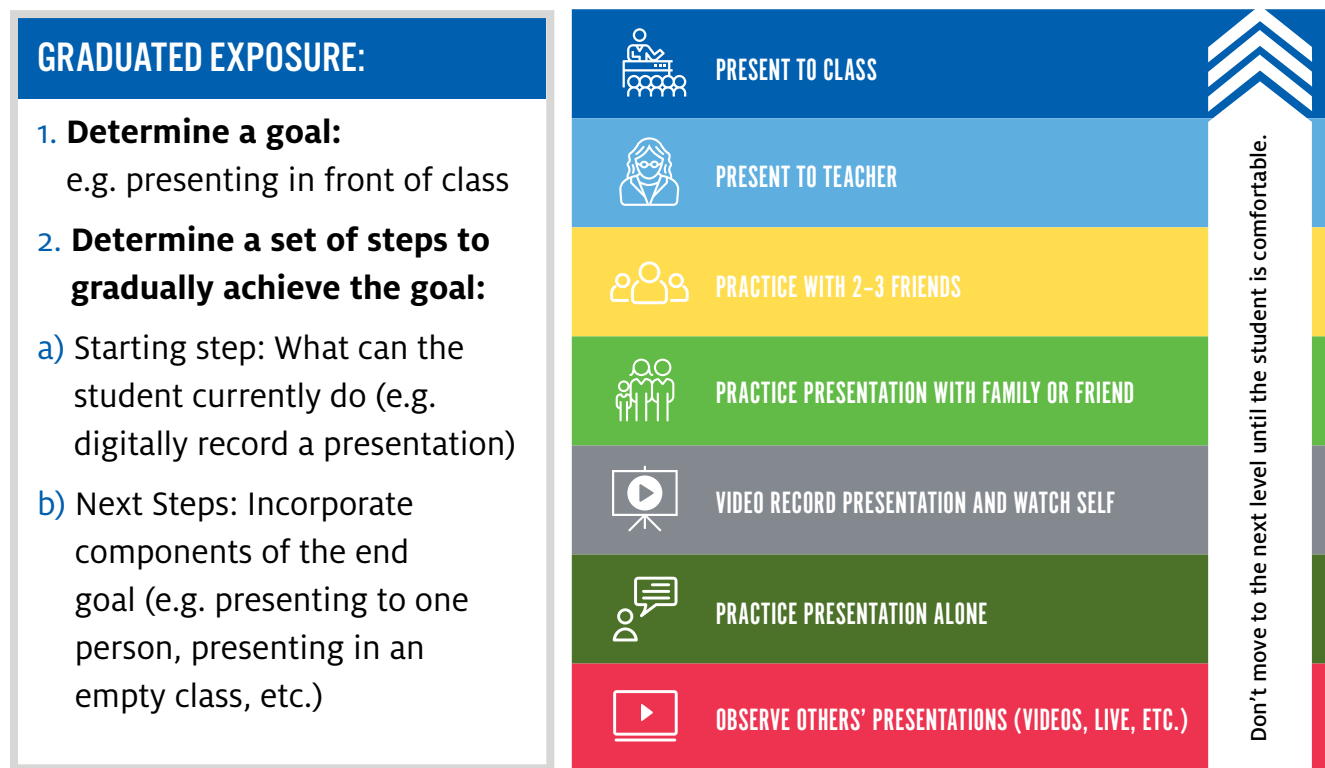 GRADUATED EXPOSURE:
1. Determine a goal:
e.g. presenting in front of class
2. Determine a set of steps to
gradually achieve the goal:
a) Starting step: What can the
student currently do (e.g.
digitally record a presentation)
b) Next Steps: Incorporate
components of the end
goal (e.g. presenting to one
person, presenting in an
empty class, etc.)
PRESENT TO CLASS
PRESENT TO TEACHER
PRACTICE WITH 2–3 FRIENDS
PRACTICE PRESENTATION WITH FAMILY OR FRIEND
VIDEO RECORD PRESENTATION AND WATCH SELF
PRACTICE PRESENTATION ALONE
OBSERVE OTHERS’ PRESENTATIONS (VIDEOS, LIVE, ETC.)
Don’t move to the next level until the student is comfortable.